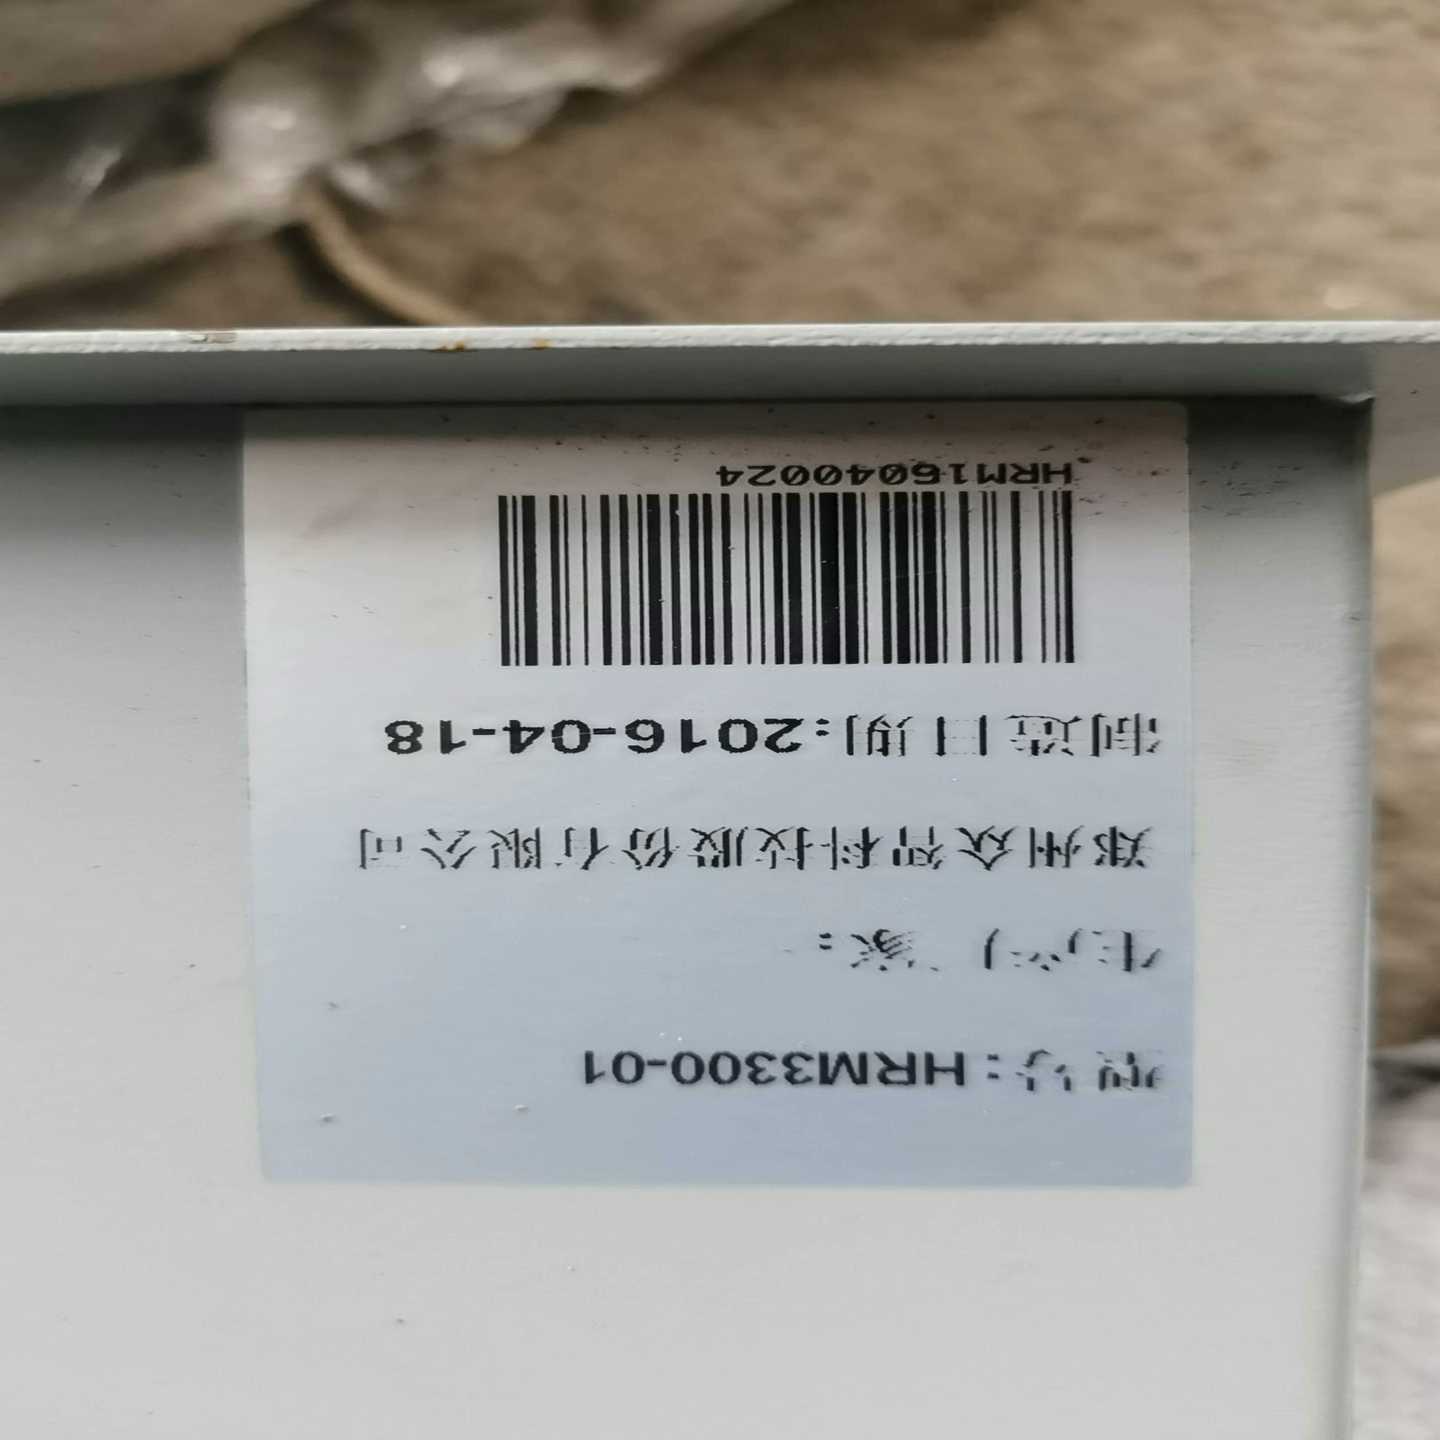 型号：HRM3300-01
生产厂家：
郑州众智科技股份有限公司
制造日期：2016-04-18
HRM16040024